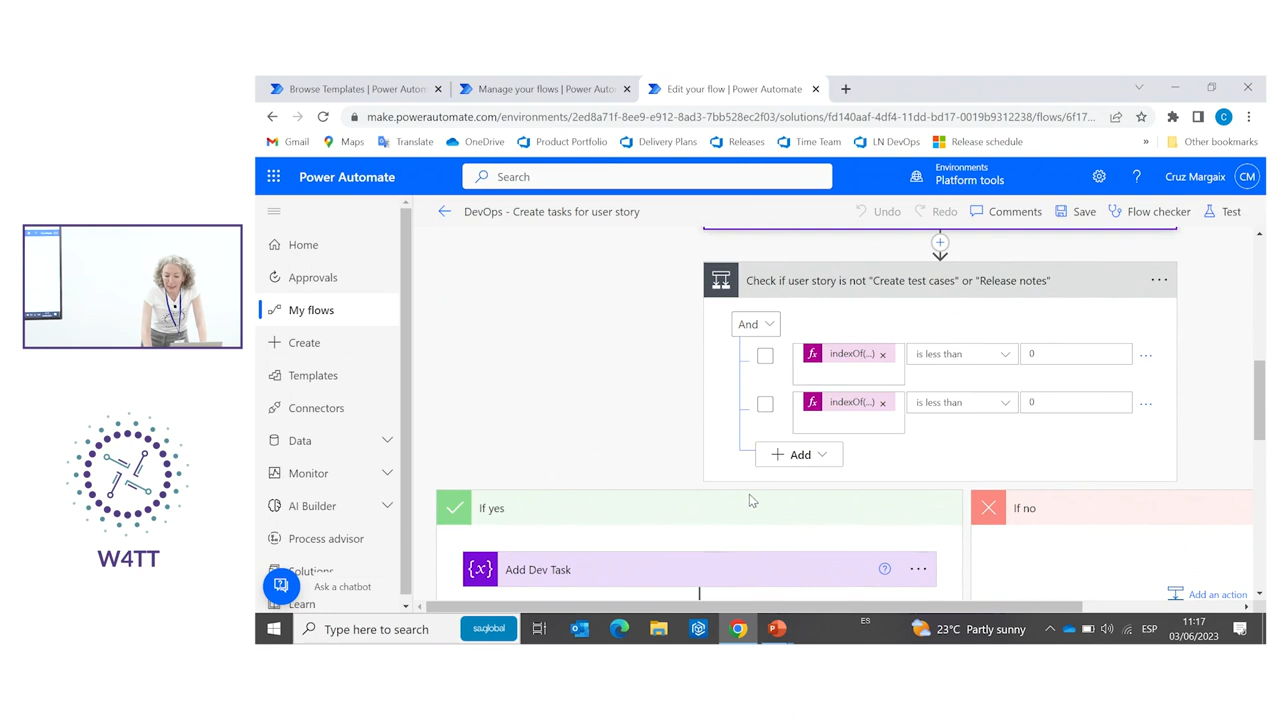 Browse Templates | Power Autom
Manage your flows | Power Auto
Edit your flow | Power Automate
make.powerautomate.com/environments/2ed8a71f-8ee9-e912-8ad3-7bb528ec2f03/solutions/fd140aaf-4df4-11dd-bd17-0019b9312238/flows/6f17...
C
Gmail
Maps
Translate
OneDrive
Product Portfolio
Delivery Plans
Releases
Time Team
LN DevOps
Release schedule
»
Other bookmarks
Power Automate
Search
Environments
Platform tools
Cruz Margaix
CM
DevOps - Create tasks for user story
Undo
Redo
Comments
Save
Flow checker
Test
Home
Approvals
My flows
Create
Templates
Connectors
Data
Monitor
AI Builder
Process advisor
Solutions
Learn
Ask a chatbot
Check if user story is not "Create test cases" or "Release notes"
And
fx indexOf(...) x
is less than
0
fx indexOf(...) x
is less than
0
Add
If yes
If no
{x} Add Dev Task
Add an action
W4TT
Type here to search
sa.global
ES
23°C Partly sunny
ESP
11:17
03/06/2023